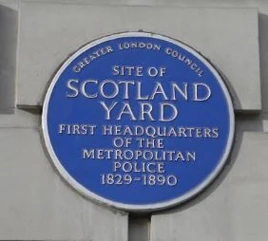 GREATER LONDON COUNCIL
SITE OF
SCOTLAND
YARD
FIRST HEADQUARTERS
OF THE
METROPOLITAN
POLICE
1829-1890